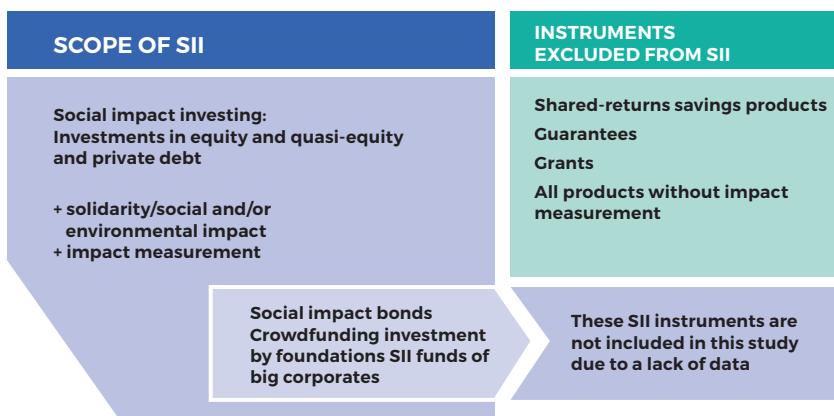 SCOPE OF SII
Social impact investing:
Investments in equity and quasi-equity
and private debt
+ solidarity/social and/or
environmental impact
+ impact measurement
Social impact bonds
Crowdfunding investment
by foundations SII funds of
big corporates
INSTRUMENTS
EXCLUDED FROM SII
Shared-returns savings products
Guarantees
Grants
All products without impact
measurement
These SII instruments are
not included in this study
due to a lack of data